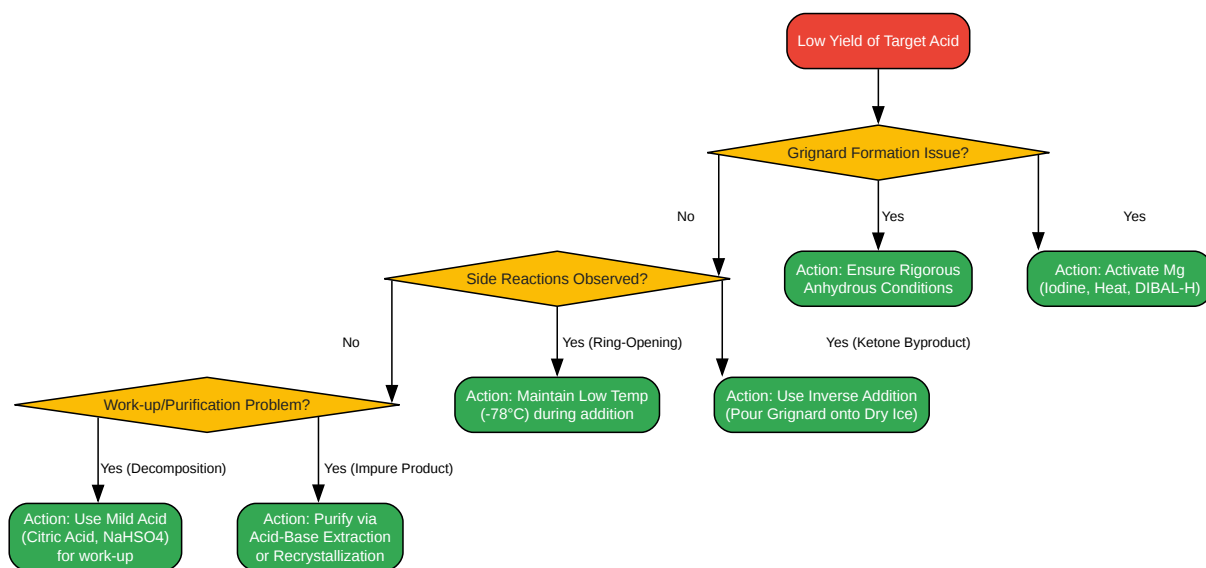 Low Yield of Target Acid
Grignard Formation Issue?
No
Yes
Yes
Side Reactions Observed?
Action: Ensure Rigorous
Anhydrous Conditions
Action: Activate Mg
(Iodine, Heat, DIBAL-H)
No
Yes (Ring-Opening)
Yes (Ketone Byproduct)
Work-up/Purification Problem?
Action: Maintain Low Temp
(-78°C) during addition
Action: Use Inverse Addition
(Pour Grignard onto Dry Ice)
Yes (Decomposition)
Yes (Impure Product)
Action: Use Mild Acid
(Citric Acid, NaHSO4)
for work-up
Action: Purify via
Acid-Base Extraction
or Recrystallization